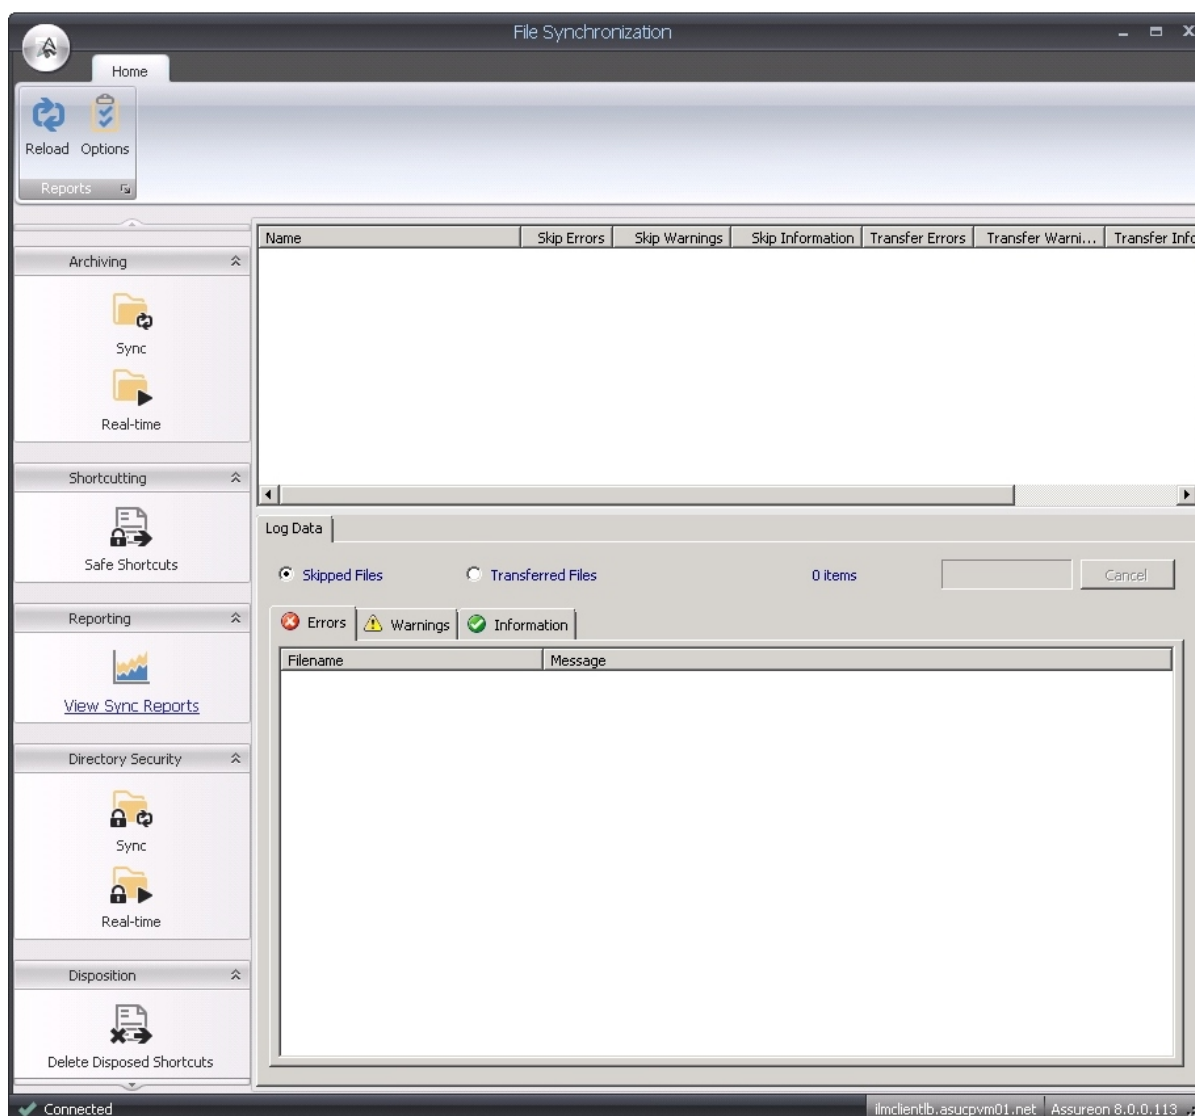 File Synchronization
Home
Reload Options
Reports
Name Skip Errors Skip Warnings Skip Information Transfer Errors Transfer Warni... Transfer Info
Archiving
Sync
Real-time
Shortcutting
Safe Shortcuts
Reporting
View Sync Reports
Directory Security
Sync
Real-time
Disposition
Delete Disposed Shortcuts
Log Data
Skipped Files Transferred Files 0 items Cancel
Errors Warnings Information
Filename Message
Connected ilmclientlb.asucpvm01.net Assureon 8.0.0.113